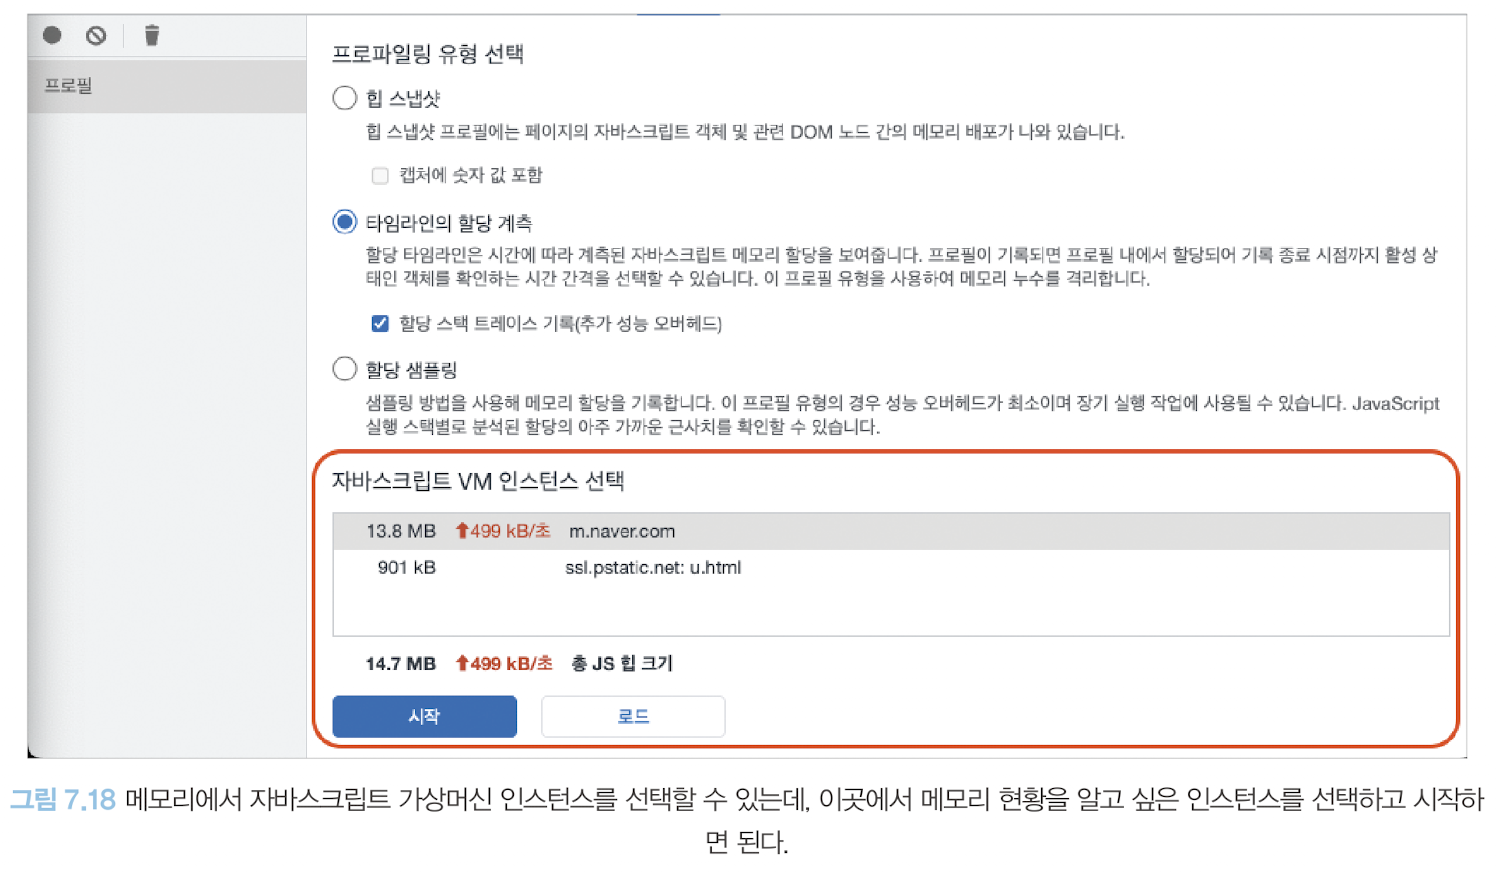 프로필
프로파일링 유형 선택
힙 스냅샷
힙 스냅샷 프로필에는 페이지의 자바스크립트 객체 및 관련 DOM 노드 간의 메모리 배포가 나와 있습니다.
캡처에 숫자 값 포함
타임라인의 할당 계측
할당 타임라인은 시간에 따라 계측된 자바스크립트 메모리 할당을 보여줍니다. 프로필이 기록되면 프로필 내에서 할당되어 기록 종료 시점까지 활성 상
태인 객체를 확인하는 시간 간격을 선택할 수 있습니다. 이 프로필 유형을 사용하여 메모리 누수를 격리합니다.
할당 스택 트레이스 기록(추가 성능 오버헤드)
할당 샘플링
샘플링 방법을 사용해 메모리 할당을 기록합니다. 이 프로필 유형의 경우 성능 오버헤드가 최소이며 장기 실행 작업에 사용될 수 있습니다. JavaScript
실행 스택별로 분석된 할당의 아주 가까운 근사치를 확인할 수 있습니다.
자바스크립트 VM 인스턴스 선택
13.8 MB ⬆499 kB/초 m.naver.com
901 kB ssl.pstatic.net: u.html
14.7 MB ⬆499 kB/초 총 JS 힙 크기
시작 로드
그림 7.18 메모리에서 자바스크립트 가상머신 인스턴스를 선택할 수 있는데, 이곳에서 메모리 현황을 알고 싶은 인스턴스를 선택하고 시작하
면 된다.